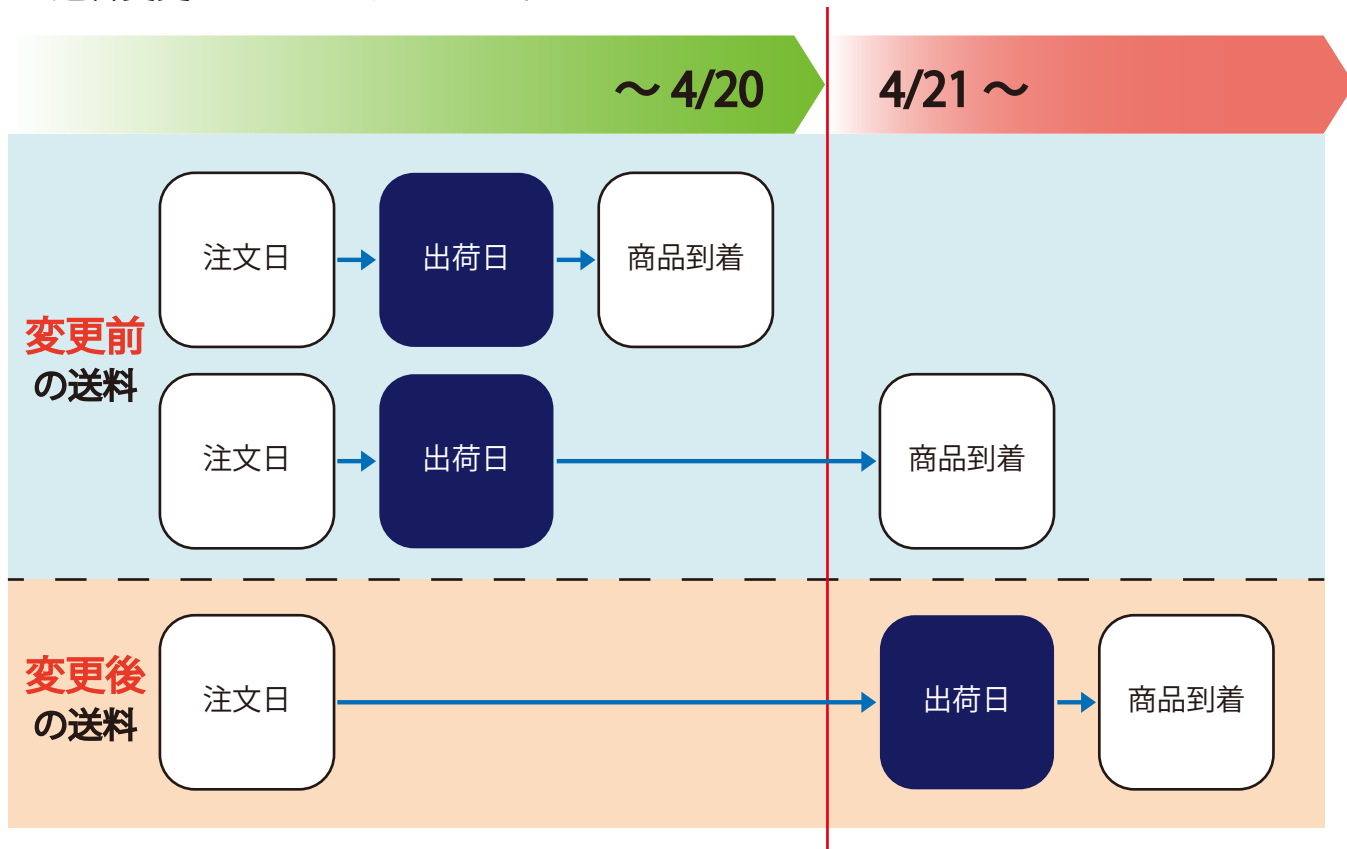 ～ 4/20
4/21 ～
注文日
出荷日
商品到着
変更前
の送料
注文日
出荷日
商品到着
変更後
の送料
注文日
出荷日
商品到着